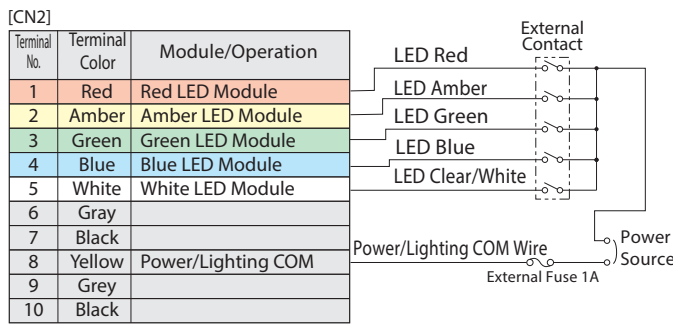 [CN2]
Terminal No. Terminal Color Module/Operation
1 Red Red LED Module
2 Amber Amber LED Module
3 Green Green LED Module
4 Blue Blue LED Module
5 White White LED Module
6 Gray
7 Black
8 Yellow Power/Lighting COM
9 Grey
10 Black
External
Contact
LED Red
LED Amber
LED Green
LED Blue
LED Clear/White
Power/Lighting COM Wire
External Fuse 1A
Power
Source